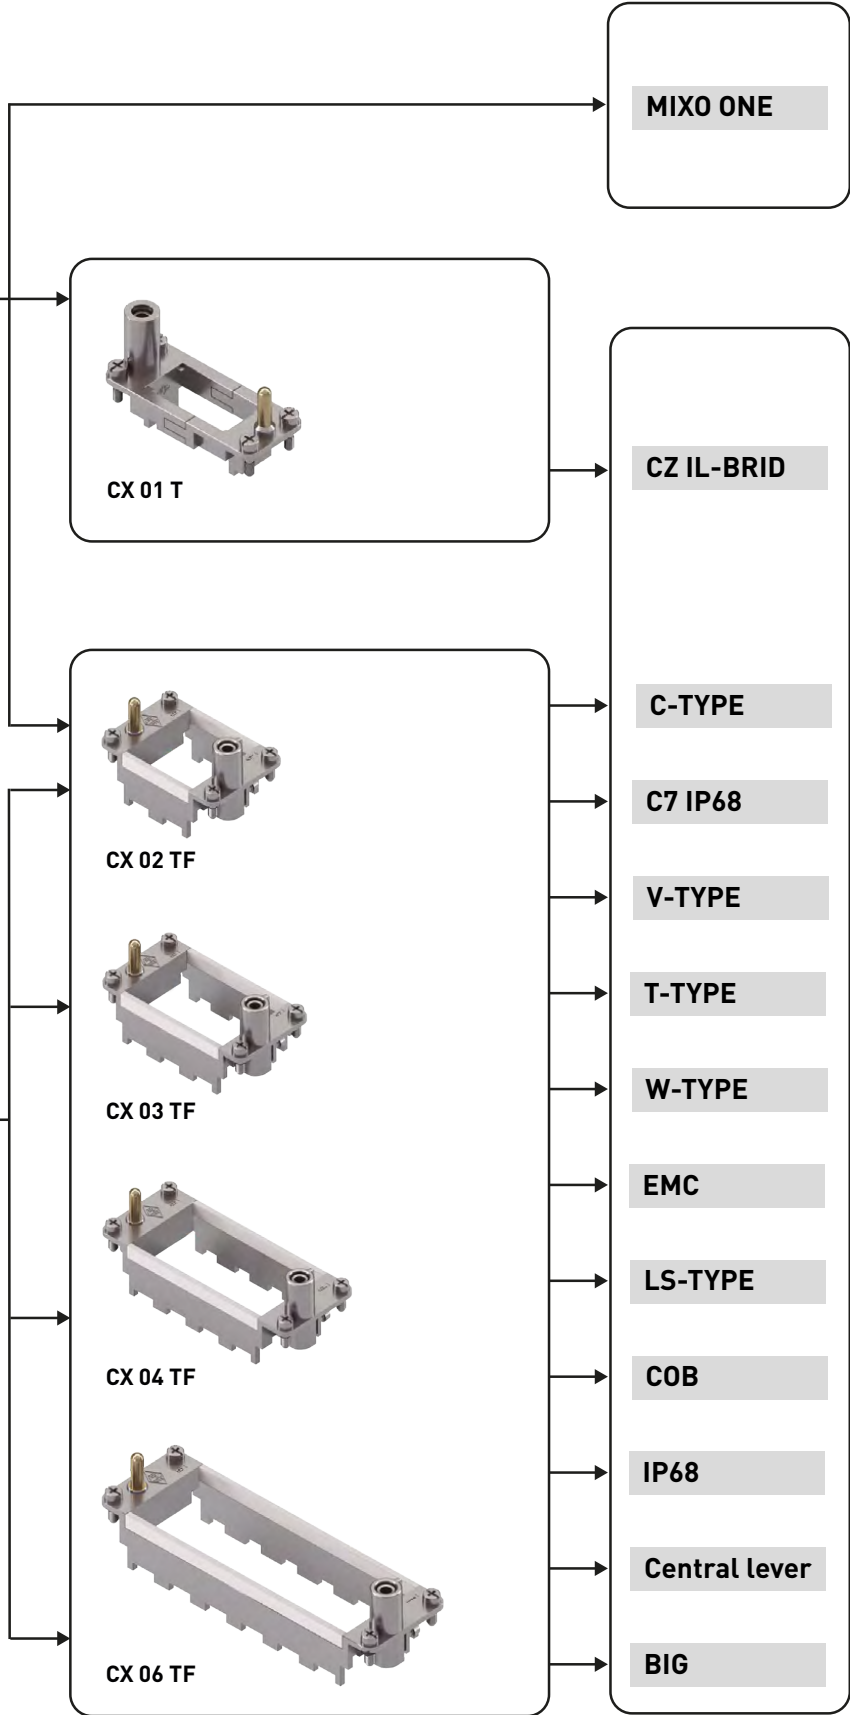 MIXO ONE
CX 01 T
CZ IL-BRID
CX 02 TF
CX 03 TF
CX 04 TF
CX 06 TF
C-TYPE
C7 IP68
V-TYPE
T-TYPE
W-TYPE
EMC
LS-TYPE
COB
IP68
Central lever
BIG